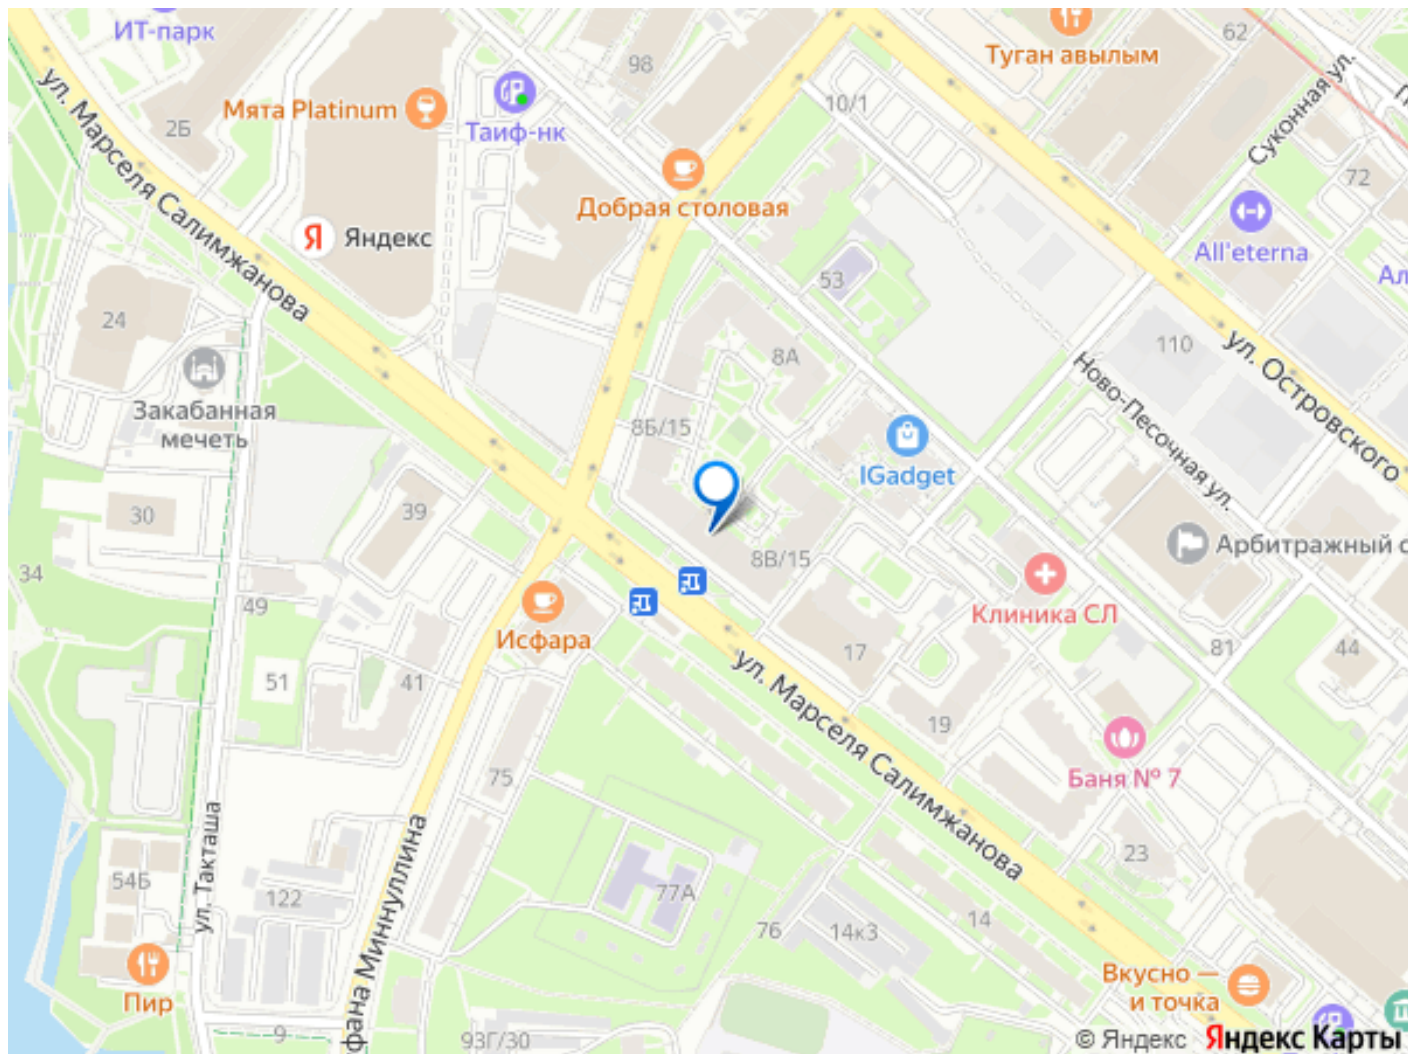 ИТ-парк
98
62
Туган авылым
ул. Марселя Салимжанова
2Б
Мята Platinum
Таиф-нк
10/1
Суконная ул.
72
Добрая столовая
Я Яндекс
All'eterna
53
24
Закабанная
мечеть
8А
110
ул. Островского
Ново-Песочная ул.
8Б/15
IGadget
30
39
8В/15
34
49
Исфара
Клиника СЛ
17
81
44
51
41
ул. Марселя Салимжанова
19
75
Баня № 7
ул. Такташа
54Б
122
77А
23
76
14к3
14
Пир
Вкусно —
и точка
9
93Г/30
© Яндекс Яндекс Карты